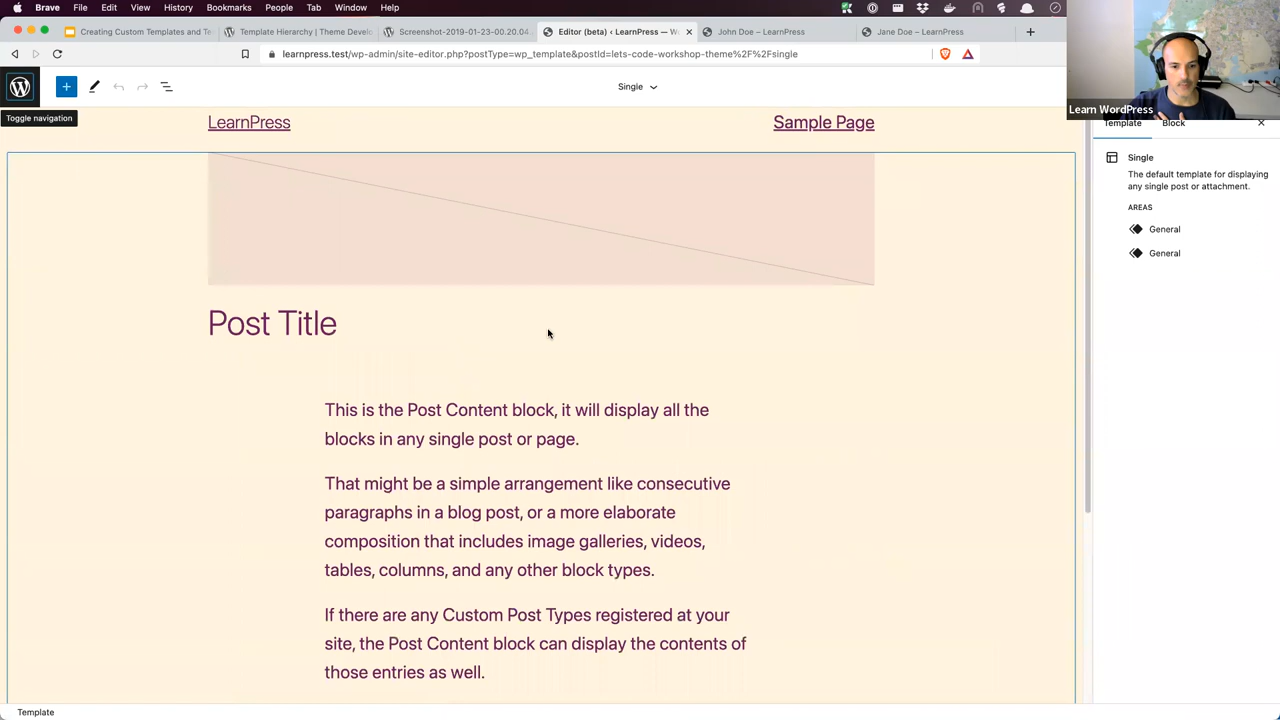 Brave File Edit View History Bookmarks People Tab Window Help
Creating Custom Templates and Te
Template Hierarchy | Theme Develo
Screenshot-2019-01-23-00.20.04.
Editor (beta) ‹ LearnPress — Wo
John Doe – LearnPress
Jane Doe – LearnPress
learnpress.test/wp-admin/site-editor.php?postType=wp_template&postId=lets-code-workshop-theme%2F%2Fsingle
Single
Learn WordPress
Toggle navigation
LearnPress
Sample Page
Template Block
Single
The default template for displaying
any single post or attachment.
AREAS
General
General
Post Title
This is the Post Content block, it will display all the
blocks in any single post or page.
That might be a simple arrangement like consecutive
paragraphs in a blog post, or a more elaborate
composition that includes image galleries, videos,
tables, columns, and any other block types.
If there are any Custom Post Types registered at your
site, the Post Content block can display the contents of
those entries as well.
Template